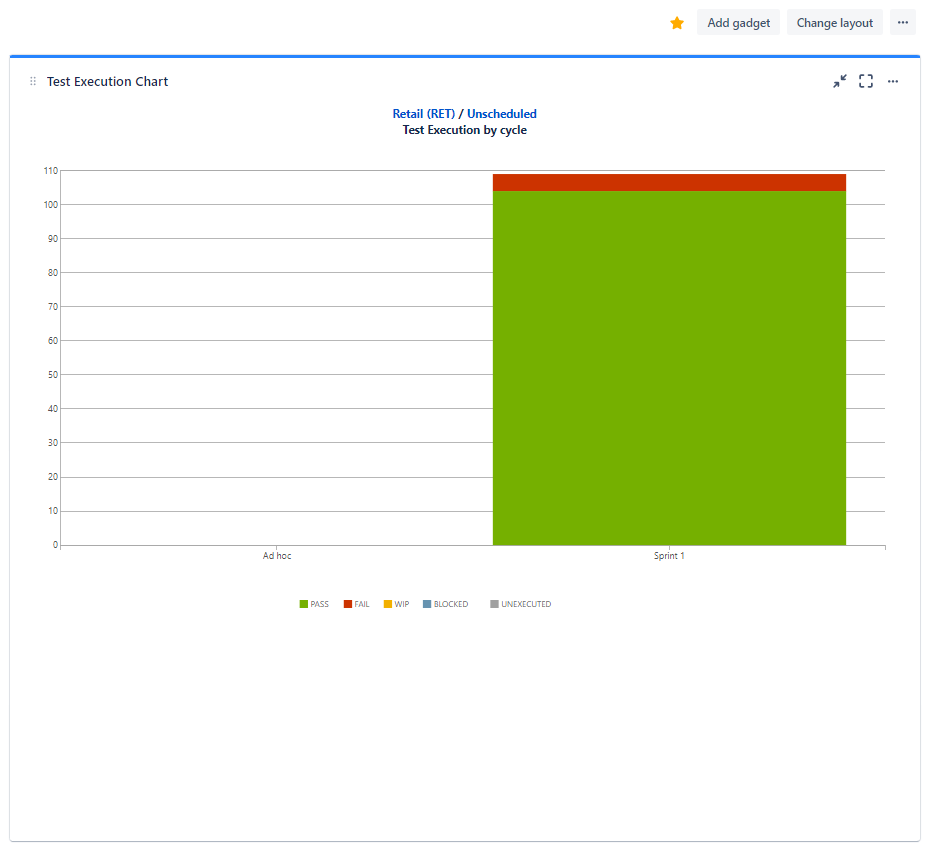 Add gadget
Change layout
Test Execution Chart
Retail (RET) / Unscheduled
Test Execution by cycle
110
100
90
80
70
60
50
40
30
20
10
0
Ad hoc
Sprint 1
PASS FAIL WIP BLOCKED UNEXECUTED